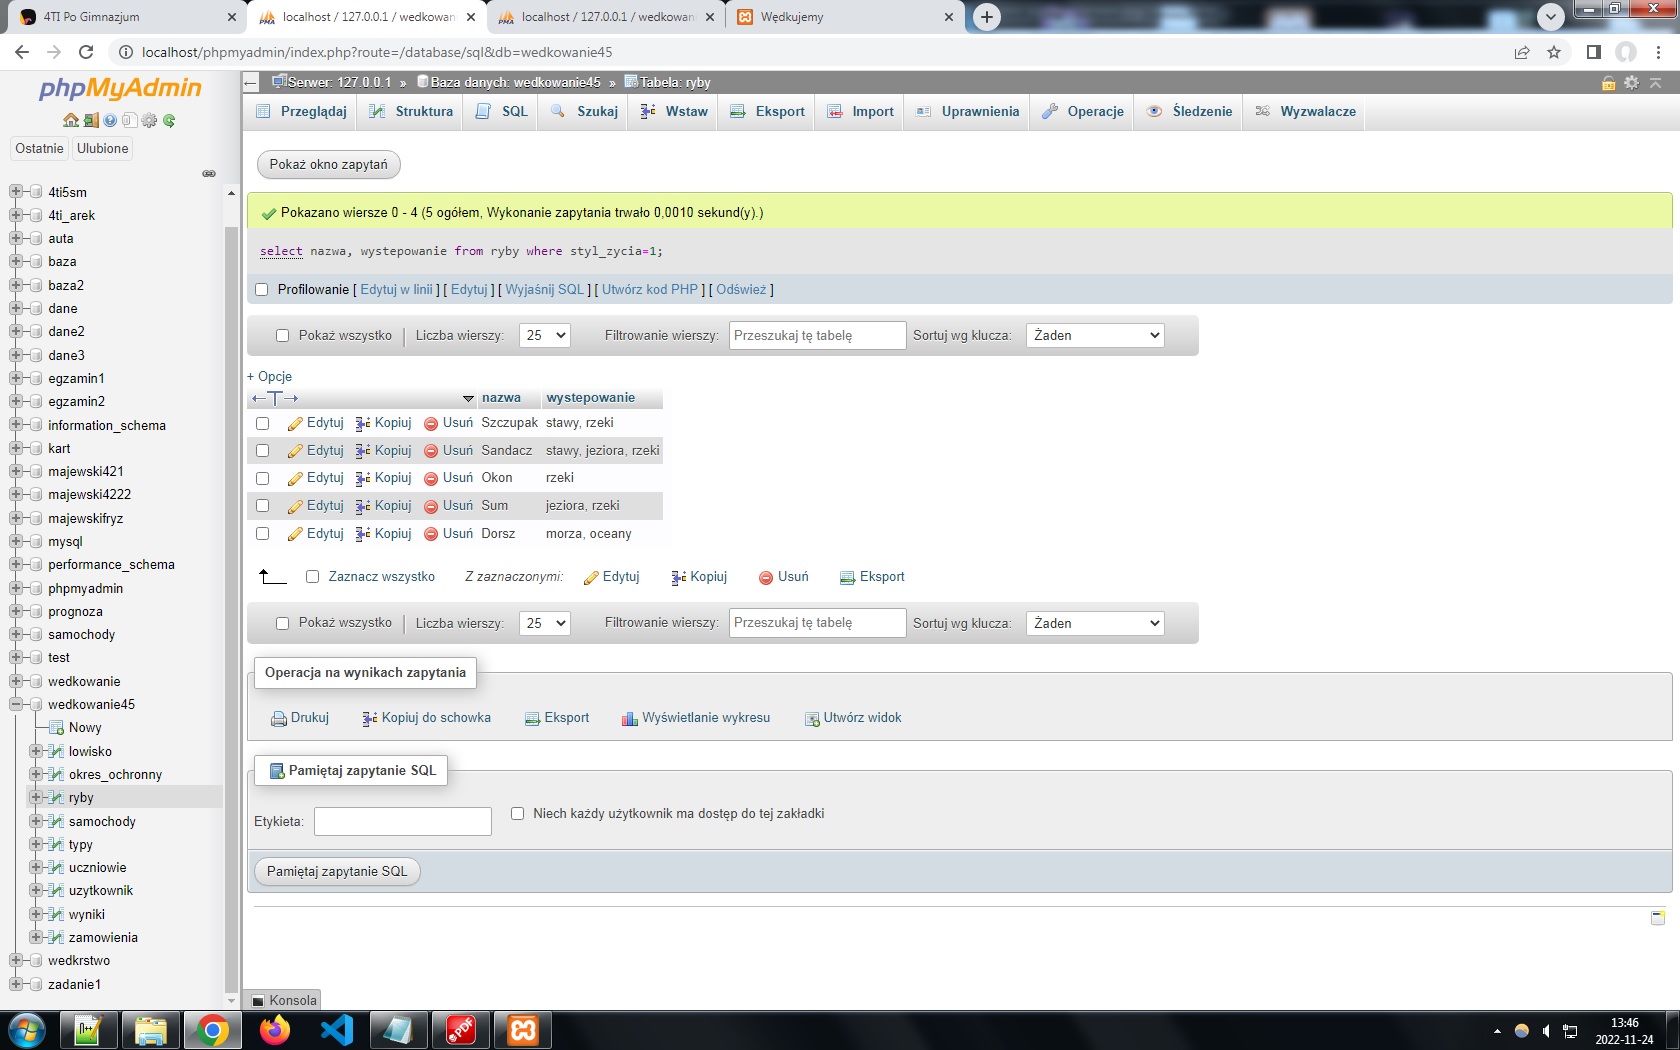 4TI Po Gimnazjum
localhost / 127.0.0.1 / wedkowani
localhost / 127.0.0.1 / wedkowani
Wędkujemy
localhost/phpmyadmin/index.php?route=/database/sql&db=wedkowanie45
phpMyAdmin
Ostatnie
Ulubione
4ti5sm
4ti_arek
auta
baza
baza2
dane
dane2
dane3
egzamin1
egzamin2
information_schema
kart
majewski421
majewski4222
majewskifryz
mysql
performance_schema
phpmyadmin
prognoza
samochody
test
wedkowanie
wedkowanie45
Nowy
lowisko
okres_ochronny
ryby
samochody
typy
uczniowie
uzytkownik
wyniki
zamowienia
wedkrstwo
zadanie1
Serwer: 127.0.0.1 » Baza danych: wedkowanie45 » Tabela: ryby
Przeglądaj Struktura SQL Szukaj Wstaw Eksport Import Uprawnienia Operacje Śledzenie Wyzwalacze
Pokaż okno zapytań
Pokazano wiersze 0 - 4 (5 ogółem, Wykonanie zapytania trwało 0,0010 sekund(y).)
select nazwa, wystepowanie from ryby where styl_zycia=1;
Profilowanie [ Edytuj w linii ] [ Edytuj ] [ Wyjaśnij SQL ] [ Utwórz kod PHP ] [ Odśwież ]
Pokaż wszystko | Liczba wierszy: 25 Filtrowanie wierszy: Przeszukaj tę tabelę Sortuj wg klucza: Żaden
+ Opcje
←T→ nazwa wystepowanie
Edytuj Kopiuj Usuń Szczupak stawy, rzeki
Edytuj Kopiuj Usuń Sandacz stawy, jeziora, rzeki
Edytuj Kopiuj Usuń Okon rzeki
Edytuj Kopiuj Usuń Sum jeziora, rzeki
Edytuj Kopiuj Usuń Dorsz morza, oceany
Zaznacz wszystko Z zaznaczonymi: Edytuj Kopiuj Usuń Eksport
Pokaż wszystko | Liczba wierszy: 25 Filtrowanie wierszy: Przeszukaj tę tabelę Sortuj wg klucza: Żaden
Operacja na wynikach zapytania
Drukuj Kopiuj do schowka Eksport Wyświetlanie wykresu Utwórz widok
Pamiętaj zapytanie SQL
Etykieta: Niech każdy użytkownik ma dostęp do tej zakładki
Pamiętaj zapytanie SQL
Konsola
13:46
2022-11-24